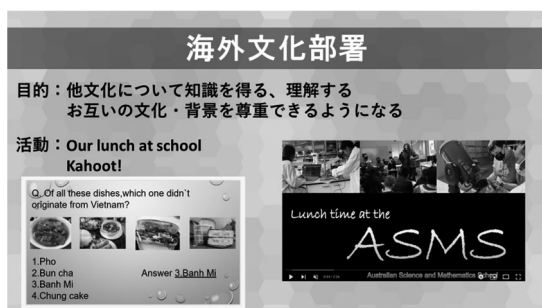 海外文化部署
目的：他文化について知識を得る、理解する
お互いの文化・背景を尊重できるようになる
活動：Our lunch at school
Kahoot!
Q. Of all these dishes,which one didn`t
originate from Vietnam?
1.Pho
2.Bun cha
3.Banh Mi
4.Chung cake
Answer 3.Banh Mi
Lunch time at the
ASMS
Australian Science and Mathematics School